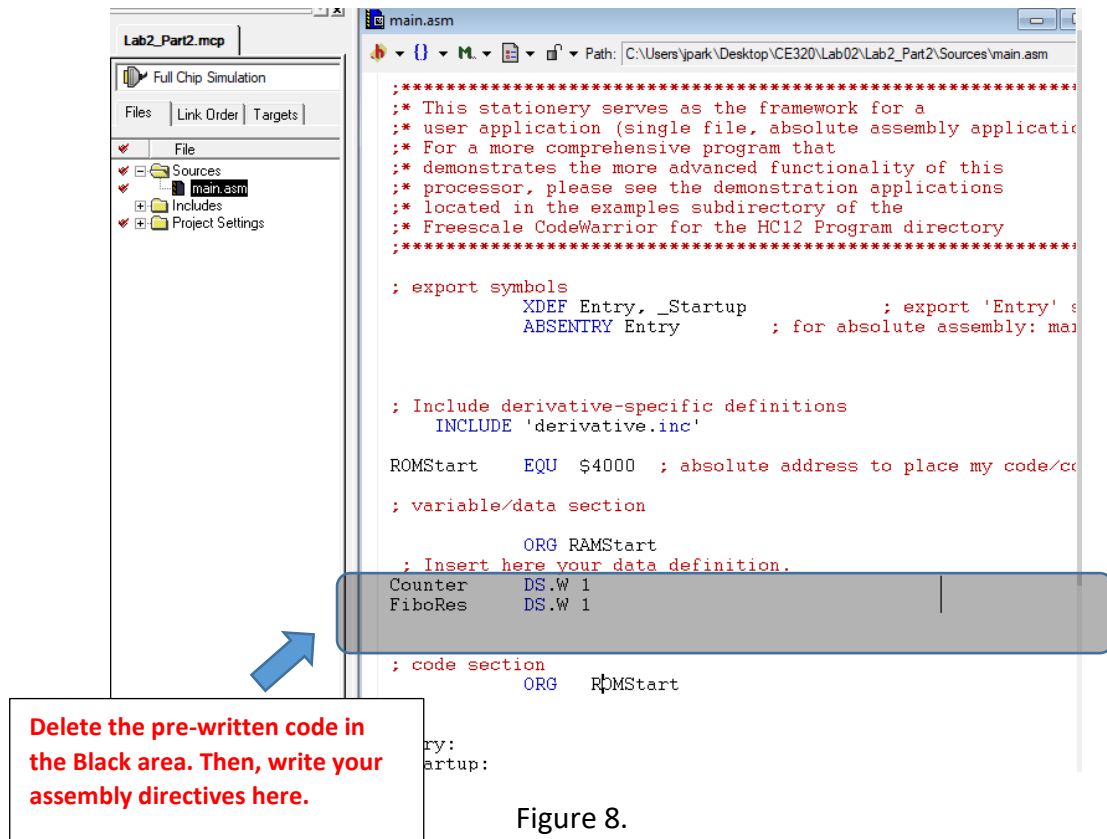 Lab2_Part2.mcp
Full Chip Simulation
Files Link Order Targets
File
Sources
main.asm
Includes
Project Settings
main.asm
{} M. Path: C:\Users\jpark\Desktop\CE320\Lab02\Lab2_Part2\Sources\main.asm
;*******************************************************************
;* This stationery serves as the framework for a
;* user application (single file, absolute assembly applicatio
;* For a more comprehensive program that
;* demonstrates the more advanced functionality of this
;* processor, please see the demonstration applications
;* located in the examples subdirectory of the
;* Freescale CodeWarrior for the HC12 Program directory
;*******************************************************************
; export symbols
XDEF Entry, _Startup ; export 'Entry' s
ABSENTRY Entry ; for absolute assembly: mar
; Include derivative-specific definitions
INCLUDE 'derivative.inc'
ROMStart EQU $4000 ; absolute address to place my code/co
; variable/data section
ORG RAMStart
; Insert here your data definition.
Counter DS.W 1
FiboRes DS.W 1
; code section
ORG ROMStart
ry:
artup:
Delete the pre-written code in
the Black area. Then, write your
assembly directives here.
Figure 8.